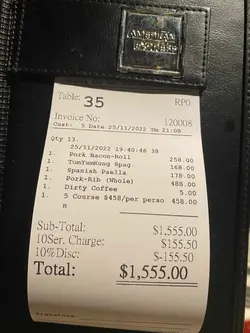 AMERICAN
EXPRESS
Table: 35 RP0
Invoice No: 120008
Cust: 5 Date 25/11/2022 Tm 21:08
Qty 13.
25/11/2022 19:40:46 38
1. Pork Bacon-Roll 258.00
1. TomYumKung Spag. 168.00
1. Spanish Paella 178.00
1. Pork-Rib (Whole) 488.00
1. Dirty Coffee 5.00
1. 5 Course $458/per perso 458.00
n
Sub-Total: $1,555.00
10Ser. Charge: $155.50
10%Disc: $-155.50
Total: $1,555.00
Signature: